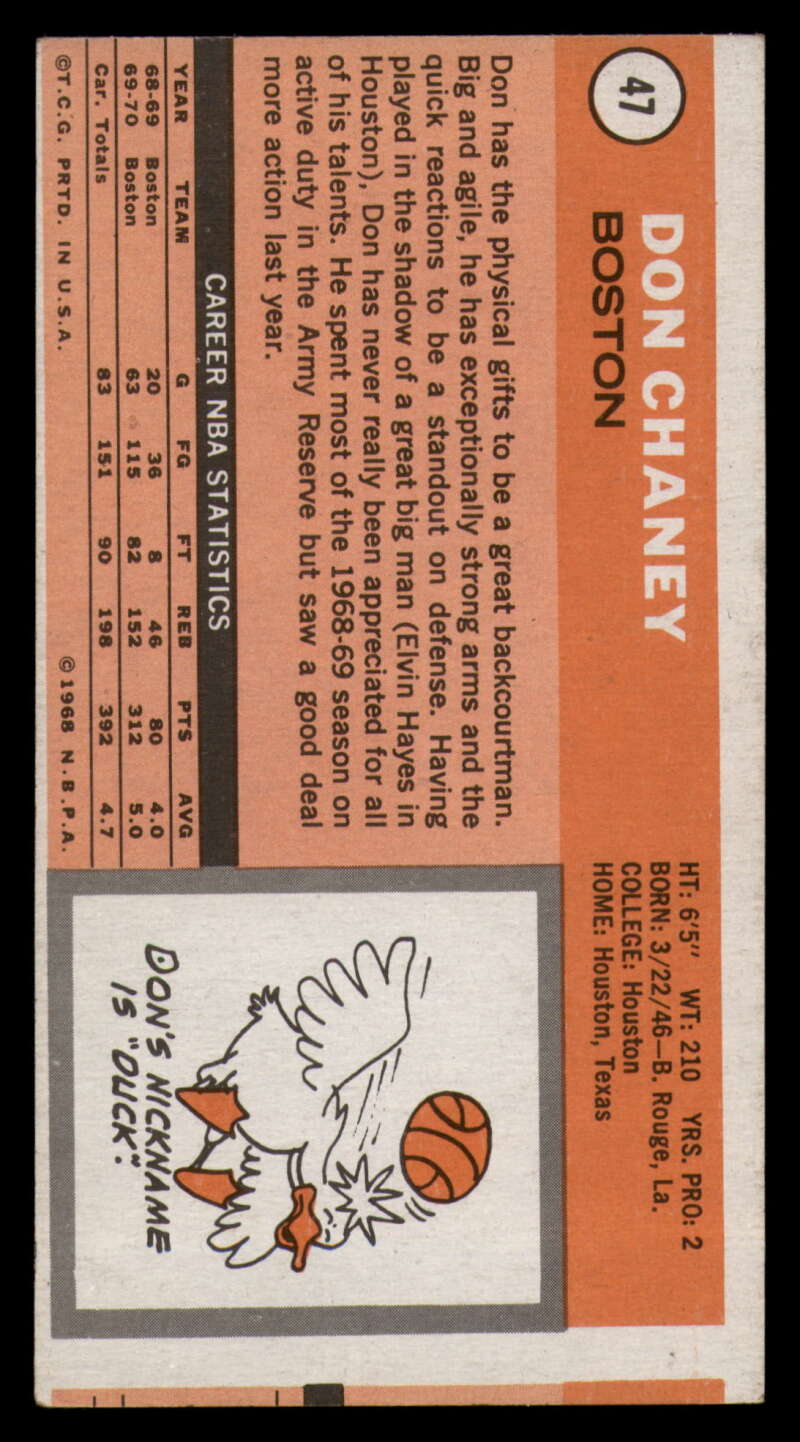 47
DON CHANEY
BOSTON
HT: 6'5" WT: 210 YRS. PRO: 2
BORN: 3/22/46—B. Rouge, La.
COLLEGE: Houston
HOME: Houston, Texas
Don has the physical gifts to be a great backcourtman.
Big and agile, he has exceptionally strong arms and the
quick reactions to be a standout on defense. Having
played in the shadow of a great big man (Elvin Hayes in
Houston), Don has never really been appreciated for all
of his talents. He spent most of the 1968-69 season on
active duty in the Army Reserve but saw a good deal
more action last year.
CAREER NBA STATISTICS
YEAR TEAM G FG FT REB PTS AVG
68-69 Boston 20 36 8 46 80 4.0
69-70 Boston 63 115 82 152 312 5.0
Car. Totals 83 151 90 198 392 4.7
©T.C.G. PRTD. IN U.S.A. ©1968 N.B.P.A.
DON'S NICKNAME
IS "DUCK".